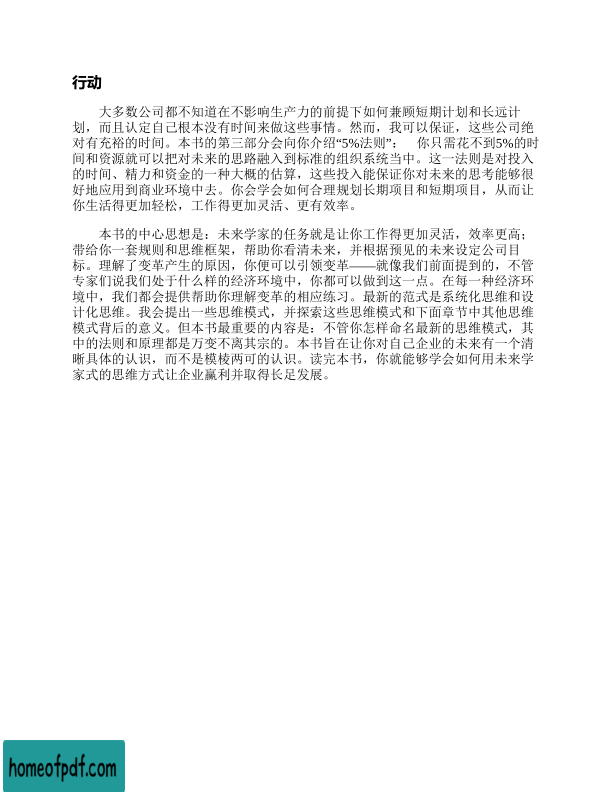 行动
大多数公司都不知道在不影响生产力的前提下如何兼顾短期计划和长远计
划，而且认定自己根本没有时间来做这些事情。然而，我可以保证，这些公司绝
对有充裕的时间。本书的第三部分会向你介绍“5%法则”； 你只需花不到5%的时
间和资源就可以把对未来的思路融入到标准的组织系统当中。这一法则是对投入
的时间、精力和资金的一种大概的估算，这些投入能保证你对未来的思考能够很
好地应用到商业环境中去。你会学会如何合理规划长期项目和短期项目，从而让
你生活得更加轻松，工作得更加灵活、更有效率。
本书的中心思想是：未来学家的任务就是让你工作得更加灵活，效率更高；
带给你一套规则和思维框架，帮助你看清未来，并根据预见的未来设定公司目
标。理解了变革产生的原因，你便可以引领变革——就像我们前面提到的，不管
专家们说我们处于什么样的经济环境中，你都可以做到这一点。在每一种经济环
境中，我们都会提供帮助你理解变革的相应练习。最新的范式是系统化思维和设
计化思维。我会提出一些思维模式，并探索这些思维模式和下面章节中其他思维
模式背后的意义。但本书最重要的内容是：不管你怎样命名最新的思维模式，其
中的法则和原理都是万变不离其宗的。本书旨在让你对自己企业的未来有一个清
晰具体的认识，而不是模棱两可的认识。读完本书，你就能够学会如何用未来学
家式的思维方式让企业赢利并取得长足发展。
homeofpdf.com